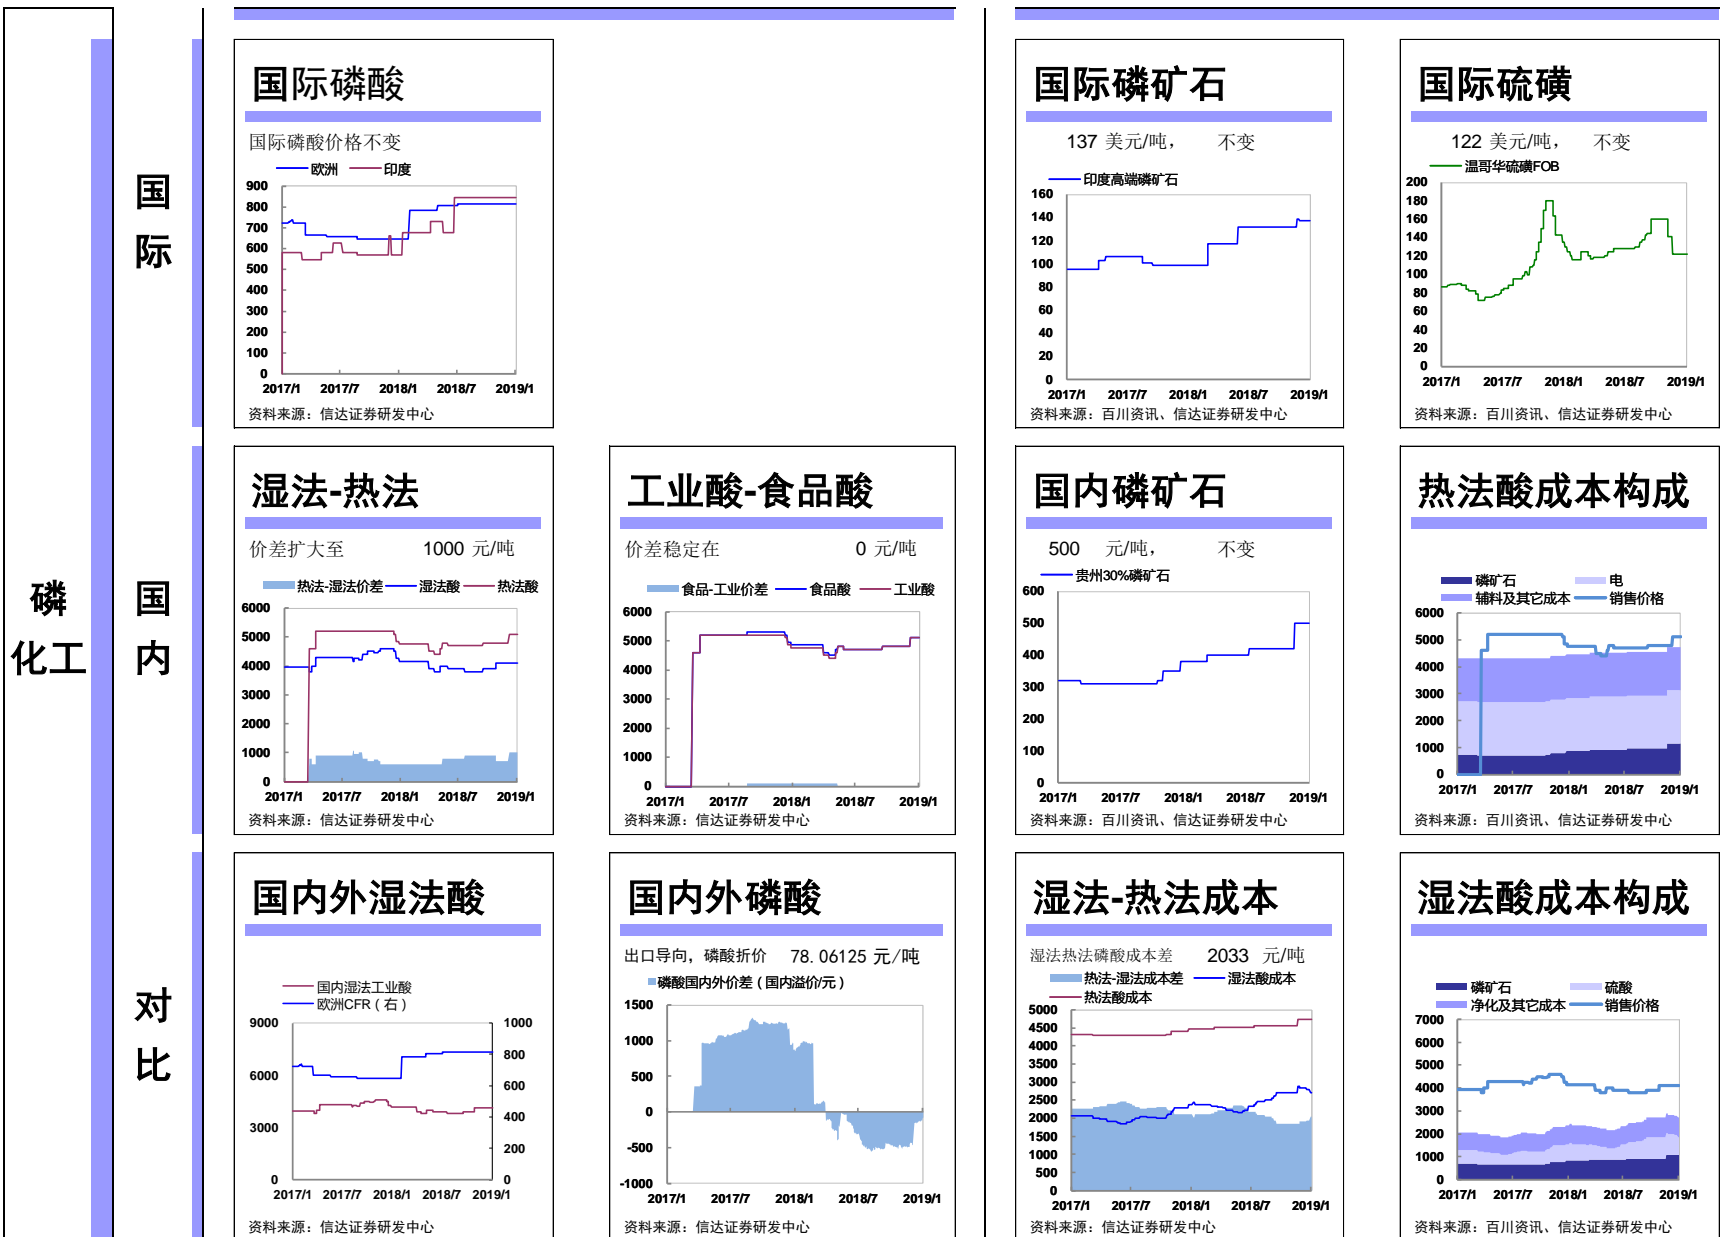 磷
化工
国
际
国
内
对
比
国际磷酸
国际磷酸价格不变
欧洲 印度
900
800
700
600
500
400
300
200
100
0
2017/1 2017/7 2018/1 2018/7 2019/1
资料来源：信达证券研发中心
国际磷矿石
137 美元/吨， 不变
印度高端磷矿石
160
140
120
100
80
60
40
20
0
2017/1 2017/7 2018/1 2018/7 2019/1
资料来源：百川资讯、信达证券研发中心
国际硫磺
122 美元/吨， 不变
温哥华硫磺FOB
200
180
160
140
120
100
80
60
40
20
0
2017/1 2017/7 2018/1 2018/7 2019/1
资料来源：百川资讯、信达证券研发中心
湿法-热法
价差扩大至 1000 元/吨
热法-湿法价差 湿法酸 热法酸
6000
5000
4000
3000
2000
1000
0
2017/1 2017/7 2018/1 2018/7 2019/1
资料来源：信达证券研发中心
工业酸-食品酸
价差稳定在 0 元/吨
食品-工业价差 食品酸 工业酸
6000
5000
4000
3000
2000
1000
0
2017/1 2017/7 2018/1 2018/7 2019/1
资料来源：信达证券研发中心
国内磷矿石
500 元/吨， 不变
贵州30%磷矿石
600
500
400
300
200
100
0
2017/1 2017/7 2018/1 2018/7 2019/1
资料来源：百川资讯、信达证券研发中心
热法酸成本构成
磷矿石 电
辅料及其它成本 销售价格
6000
5000
4000
3000
2000
1000
0
2017/1 2017/7 2018/1 2018/7 2019/1
资料来源：百川资讯、信达证券研发中心
国内外湿法酸
国内湿法工业酸
欧洲CFR（右）
9000 1000
800
6000 600
400
3000 200
0 0
2017/1 2017/7 2018/1 2018/7 2019/1
资料来源：信达证券研发中心
国内外磷酸
出口导向，磷酸折价 78.06125 元/吨
磷酸国内外价差（国内溢价/元）
1500
1000
500
0
-500
-1000
2017/1 2017/7 2018/1 2018/7 2019/1
资料来源：信达证券研发中心
湿法-热法成本
湿法热法磷酸成本差 2033 元/吨
热法-湿法成本差 湿法酸成本
热法酸成本
5000
4500
4000
3500
3000
2500
2000
1500
1000
500
0
2017/1 2017/7 2018/1 2018/7 2019/1
资料来源：信达证券研发中心
湿法酸成本构成
磷矿石 硫酸
净化及其它成本 销售价格
7000
6000
5000
4000
3000
2000
1000
0
2017/1 2017/7 2018/1 2018/7 2019/1
资料来源：百川资讯、信达证券研发中心